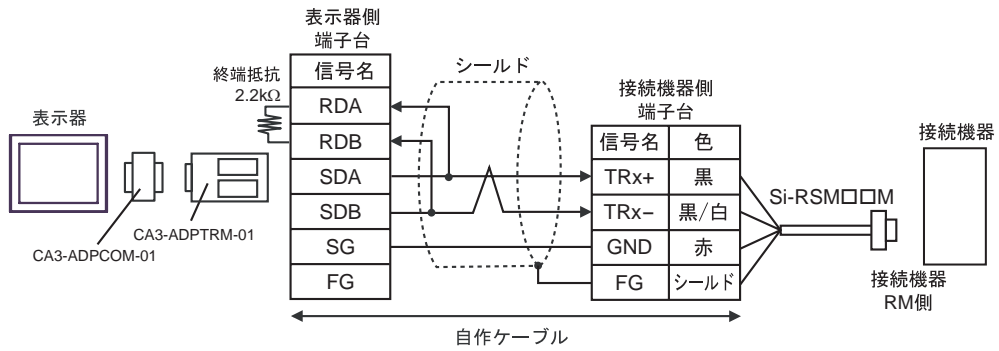 表示器
CA3-ADPCOM-01
CA3-ADPTRM-01
終端抵抗
2.2kΩ
表示器側
端子台
信号名
RDA
RDB
SDA
SDB
SG
FG
シールド
接続機器側
端子台
信号名 色
TRx+ 黒
TRx− 黒/白
GND 赤
FG シールド
自作ケーブル
Si-RSM□□M
接続機器
接続機器
RM側